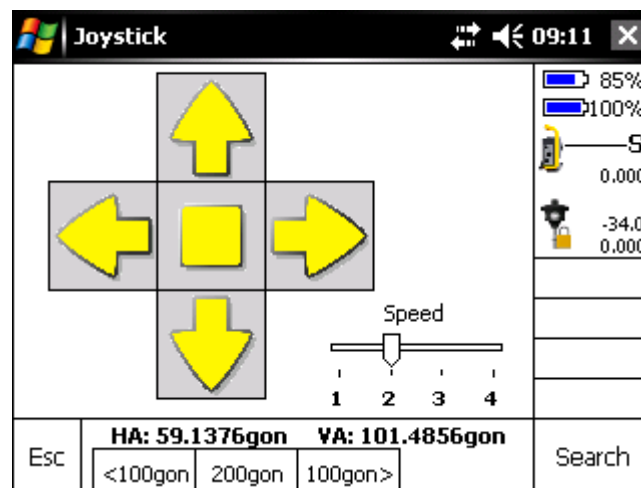 Joystick 09:11
85%
100%
S
0.000
-34.0
0.000
Speed
1 2 3 4
HA: 59.1376gon VA: 101.4856gon
Esc <100gon 200gon 100gon> Search